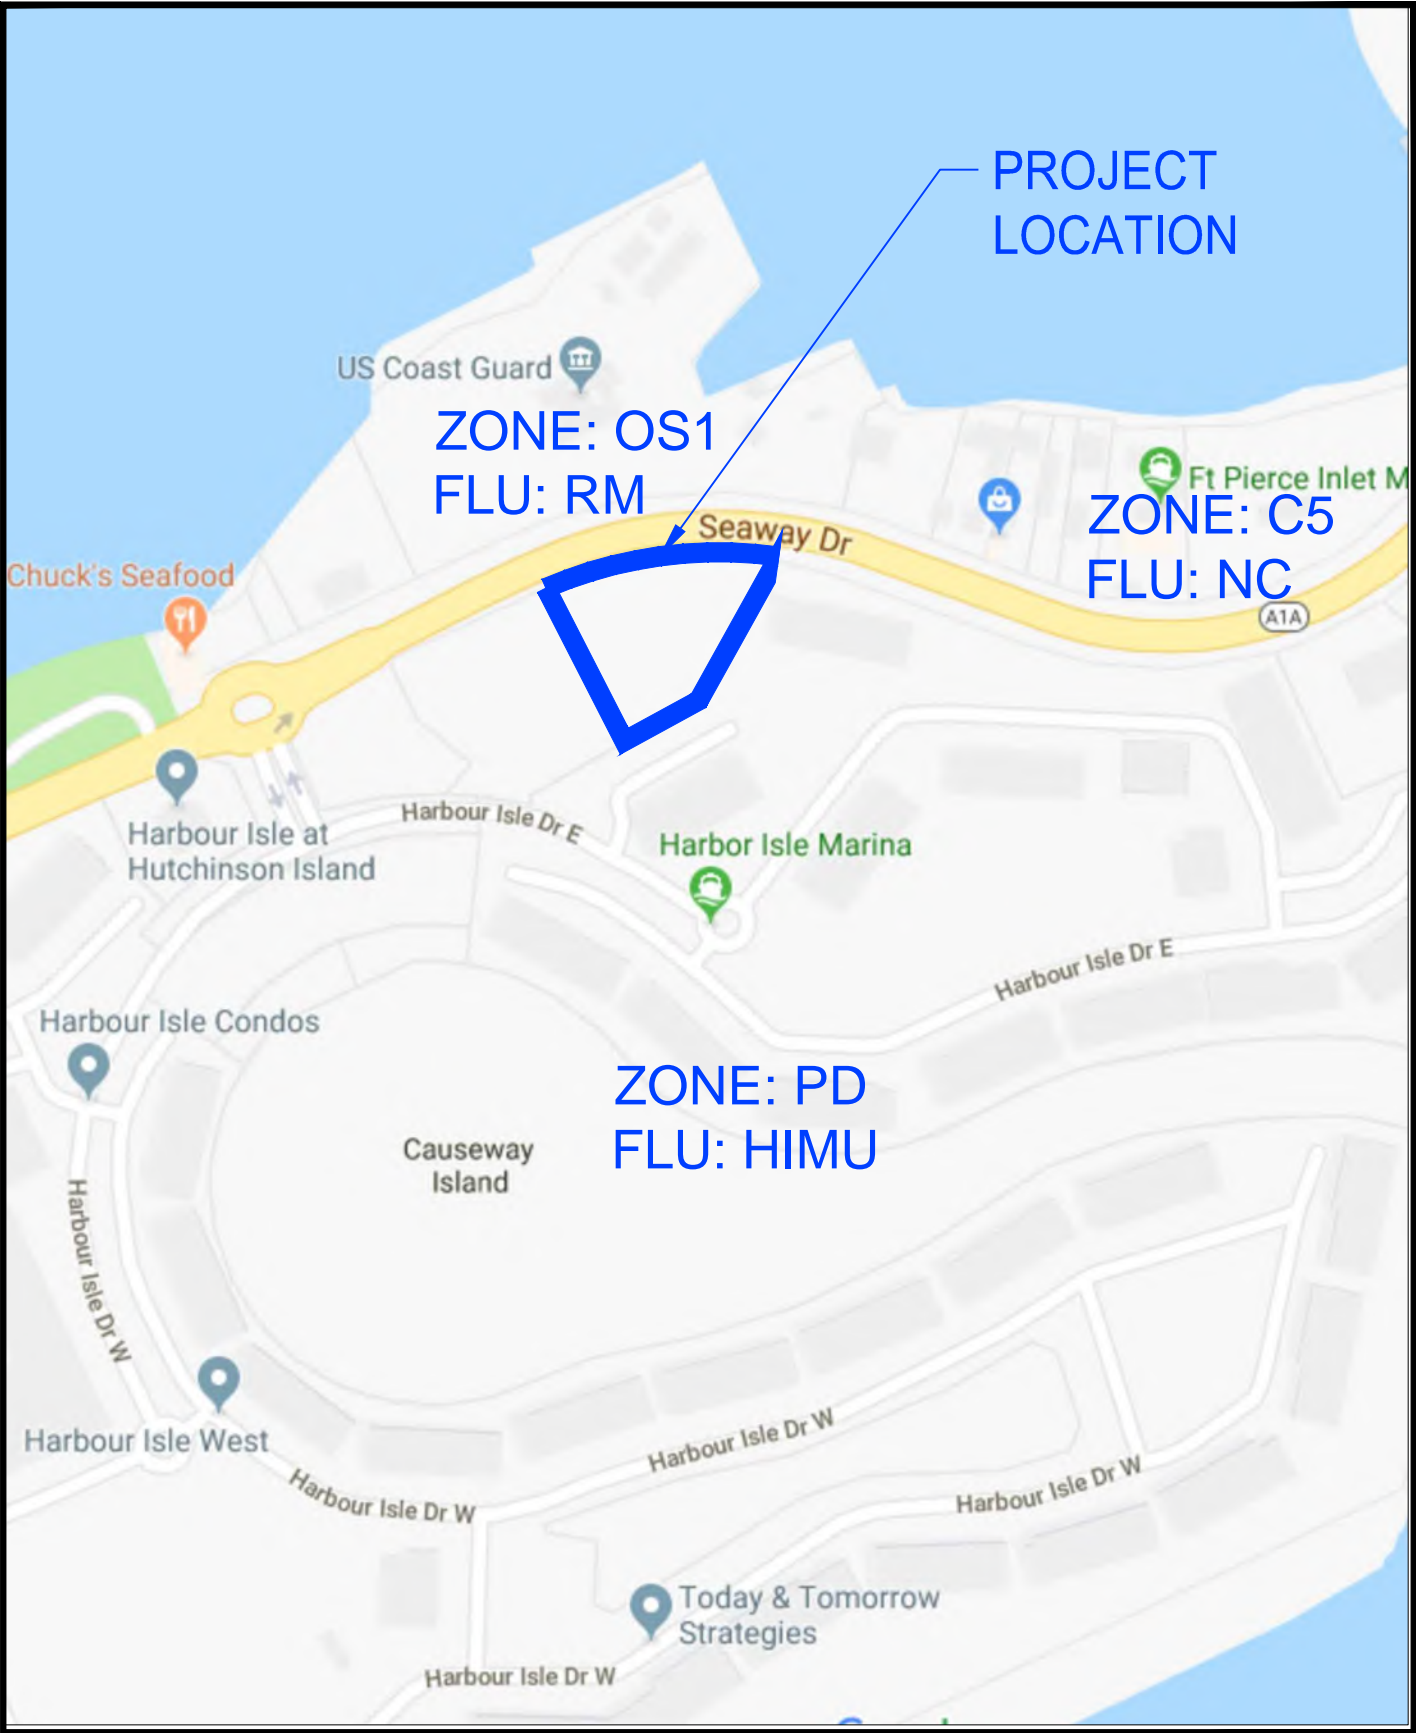 PROJECT
LOCATION
US Coast Guard
ZONE: OS1
FLU: RM
Ft Pierce Inlet M
ZONE: C5
FLU: NC
Seaway Dr
A1A
Chuck's Seafood
Harbour Isle at
Hutchinson Island
Harbour Isle Dr E
Harbor Isle Marina
Harbour Isle Dr E
Harbour Isle Condos
ZONE: PD
FLU: HIMU
Causeway
Island
Harbour Isle Dr W
Harbour Isle West
Harbour Isle Dr W
Harbour Isle Dr W
Harbour Isle Dr W
Today & Tomorrow
Strategies
Harbour Isle Dr W